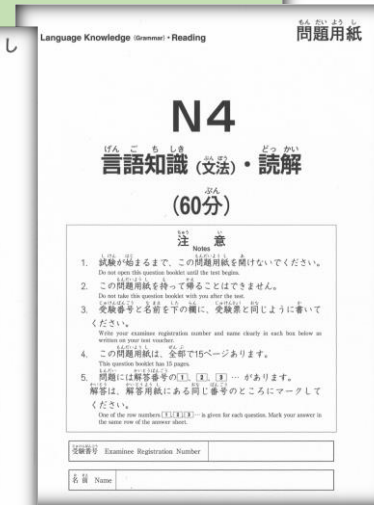 し
Language Knowledge (Grammar)・Reading
問題用紙
N4
言語知識(文法)・読解
(60分)
注 意
Notes
1. 試験が始まるまで、この問題用紙を開けないでください。
Do not open this question booklet until the test begins.
2. この問題用紙を持って帰ることはできません。
Do not take this question booklet with you after the test.
3. 受験番号と名前を下の欄に、受験票と同じように書いて
ください。
Write your examinee registration number and name clearly in each box below as
written on your test voucher.
4. この問題用紙は、全部で15ページあります。
This question booklet has 15 pages.
5. 問題には解答番号の1、2、3 … があります。
解答は、解答用紙にある同じ番号のところにマークして
ください。
One of the row numbers 1, 2, 3 … is given for each question. Mark your answer in
the same row of the answer sheet.
受験番号 Examinee Registration Number
名前 Name